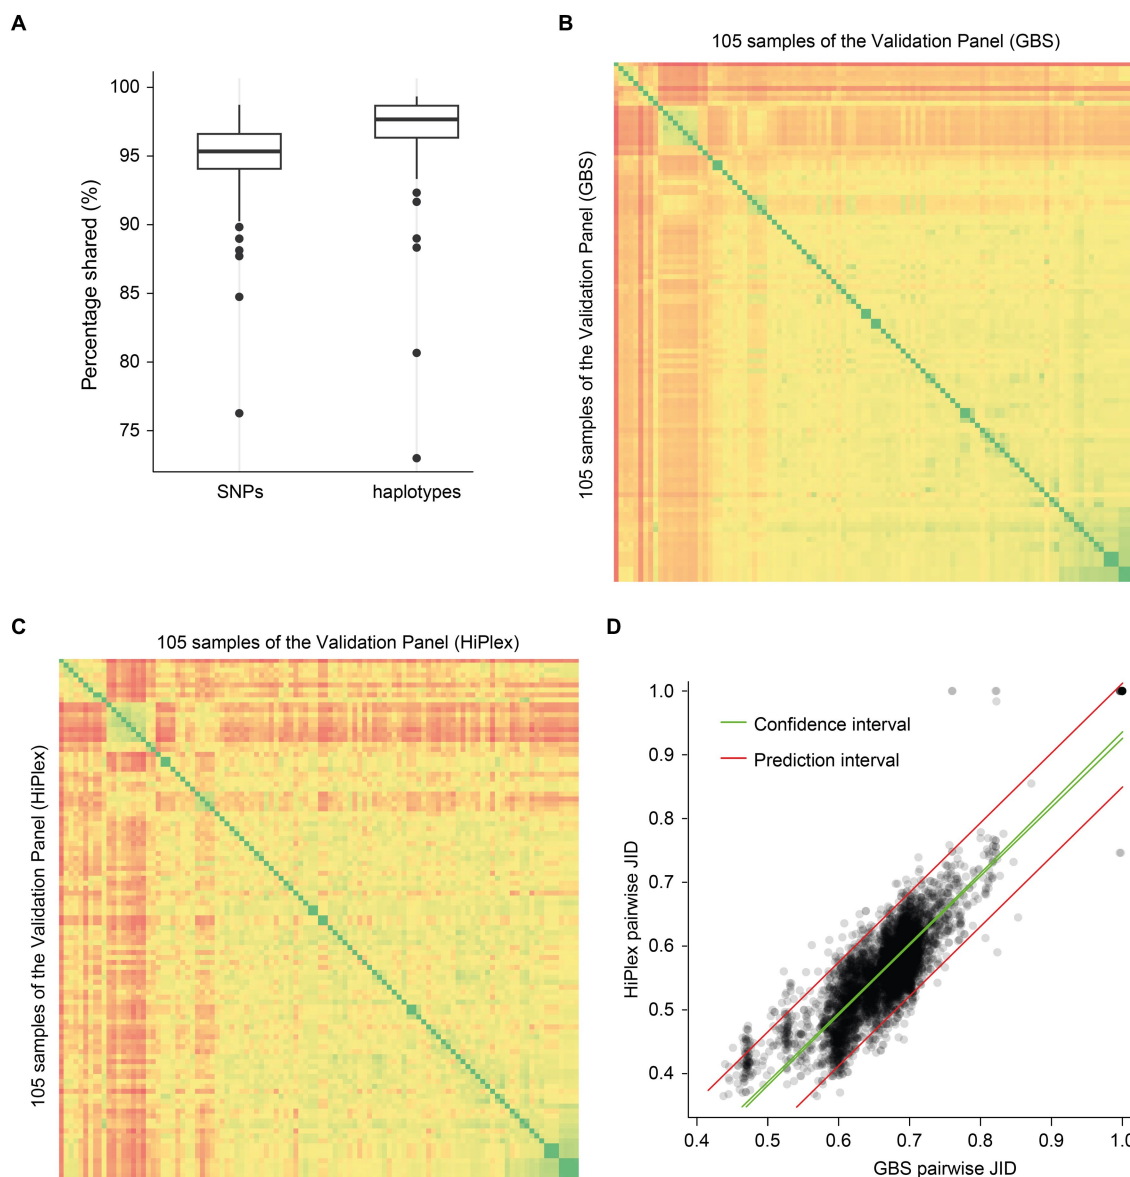 A
Percentage shared (%)
100
95
90
85
80
75
SNPs
haplotypes
B
105 samples of the Validation Panel (GBS)
105 samples of the Validation Panel (GBS)
C
105 samples of the Validation Panel (HiPlex)
105 samples of the Validation Panel (HiPlex)
D
HiPlex pairwise JID
1.0
0.9
0.8
0.7
0.6
0.5
0.4
Confidence interval
Prediction interval
0.4 0.5 0.6 0.7 0.8 0.9 1.0
GBS pairwise JID